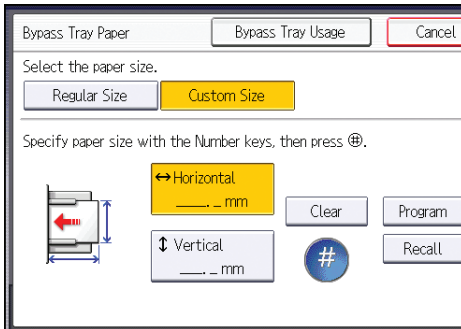 Bypass Tray Paper Bypass Tray Usage Cancel
Select the paper size.
Regular Size Custom Size
Specify paper size with the Number keys, then press ⌗.
↔Horizontal
___._ mm
Clear Program
↕ Vertical
___._ mm
# Recall